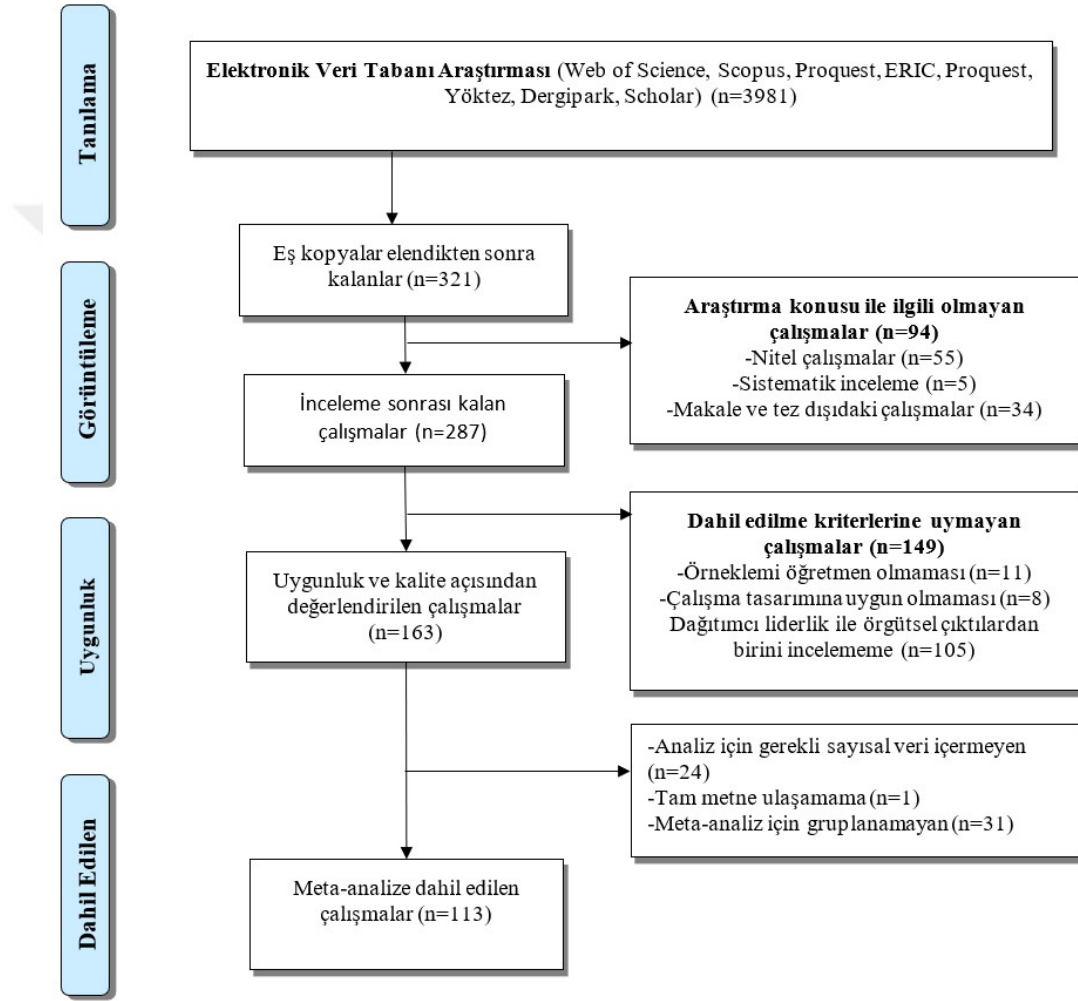 Tanılama
Elektronik Veri Tabanı Araştırması (Web of Science, Scopus, Proquest, ERIC, Proquest,
Yöktez, Dergipark, Scholar) (n=3981)
Eş kopyalar elendikten sonra
kalanlar (n=321)
Görüntüleme
Araştırma konusu ile ilgili olmayan
çalışmalar (n=94)
-Nitel çalışmalar (n=55)
-Sistematik inceleme (n=5)
-Makale ve tez dışıdaki çalışmalar (n=34)
İnceleme sonrası kalan
çalışmalar (n=287)
Uygunluk
Dahil edilme kriterlerine uymayan
çalışmalar (n=149)
-Örneklemi öğretmen olmaması (n=11)
-Çalışma tasarımına uygun olmaması (n=8)
Dağıtımcı liderlik ile örgütsel çıktılardan
birini incelememe (n=105)
Uygunluk ve kalite açısından
değerlendirilen çalışmalar
(n=163)
-Analiz için gerekli sayısal veri içermeyen
(n=24)
-Tam metne ulaşamama (n=1)
-Meta-analiz için gruplanamayan (n=31)
Dahil Edilen
Meta-analize dahil edilen
çalışmalar (n=113)